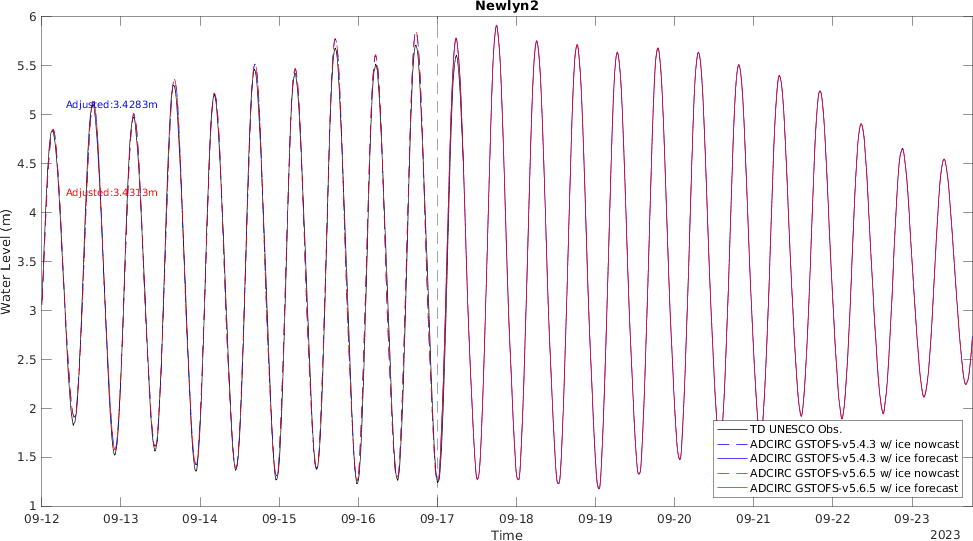 Newlyn2
6
5.5
5
4.5
4
3.5
3
2.5
2
1.5
1
Water Level (m)
Adjusted:3.4283m
Adjusted:3.4313m
TD UNESCO Obs.
ADCIRC GSTOFS-v5.4.3 w/ ice nowcast
ADCIRC GSTOFS-v5.4.3 w/ ice forecast
ADCIRC GSTOFS-v5.6.5 w/ ice nowcast
ADCIRC GSTOFS-v5.6.5 w/ ice forecast
09-12 09-13 09-14 09-15 09-16 09-17 09-18 09-19 09-20 09-21 09-22 09-23
Time
2023